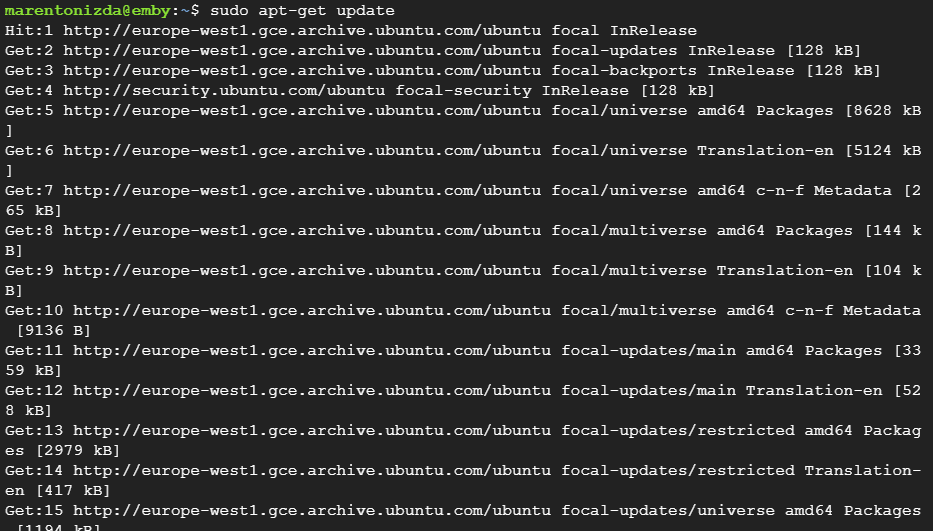 marentonizda@emby:~$ sudo apt-get update
Hit:1 http://europe-west1.gce.archive.ubuntu.com/ubuntu focal InRelease
Get:2 http://europe-west1.gce.archive.ubuntu.com/ubuntu focal-updates InRelease [128 kB]
Get:3 http://europe-west1.gce.archive.ubuntu.com/ubuntu focal-backports InRelease [128 kB]
Get:4 http://security.ubuntu.com/ubuntu focal-security InRelease [128 kB]
Get:5 http://europe-west1.gce.archive.ubuntu.com/ubuntu focal/universe amd64 Packages [8628 kB
]
Get:6 http://europe-west1.gce.archive.ubuntu.com/ubuntu focal/universe Translation-en [5124 kB
]
Get:7 http://europe-west1.gce.archive.ubuntu.com/ubuntu focal/universe amd64 c-n-f Metadata [2
65 kB]
Get:8 http://europe-west1.gce.archive.ubuntu.com/ubuntu focal/multiverse amd64 Packages [144 k
B]
Get:9 http://europe-west1.gce.archive.ubuntu.com/ubuntu focal/multiverse Translation-en [104 k
B]
Get:10 http://europe-west1.gce.archive.ubuntu.com/ubuntu focal/multiverse amd64 c-n-f Metadata
 [9136 B]
Get:11 http://europe-west1.gce.archive.ubuntu.com/ubuntu focal-updates/main amd64 Packages [33
59 kB]
Get:12 http://europe-west1.gce.archive.ubuntu.com/ubuntu focal-updates/main Translation-en [52
8 kB]
Get:13 http://europe-west1.gce.archive.ubuntu.com/ubuntu focal-updates/restricted amd64 Packag
es [2979 kB]
Get:14 http://europe-west1.gce.archive.ubuntu.com/ubuntu focal-updates/restricted Translation-
en [417 kB]
Get:15 http://europe-west1.gce.archive.ubuntu.com/ubuntu focal-updates/universe amd64 Packages
 [1194 kB]